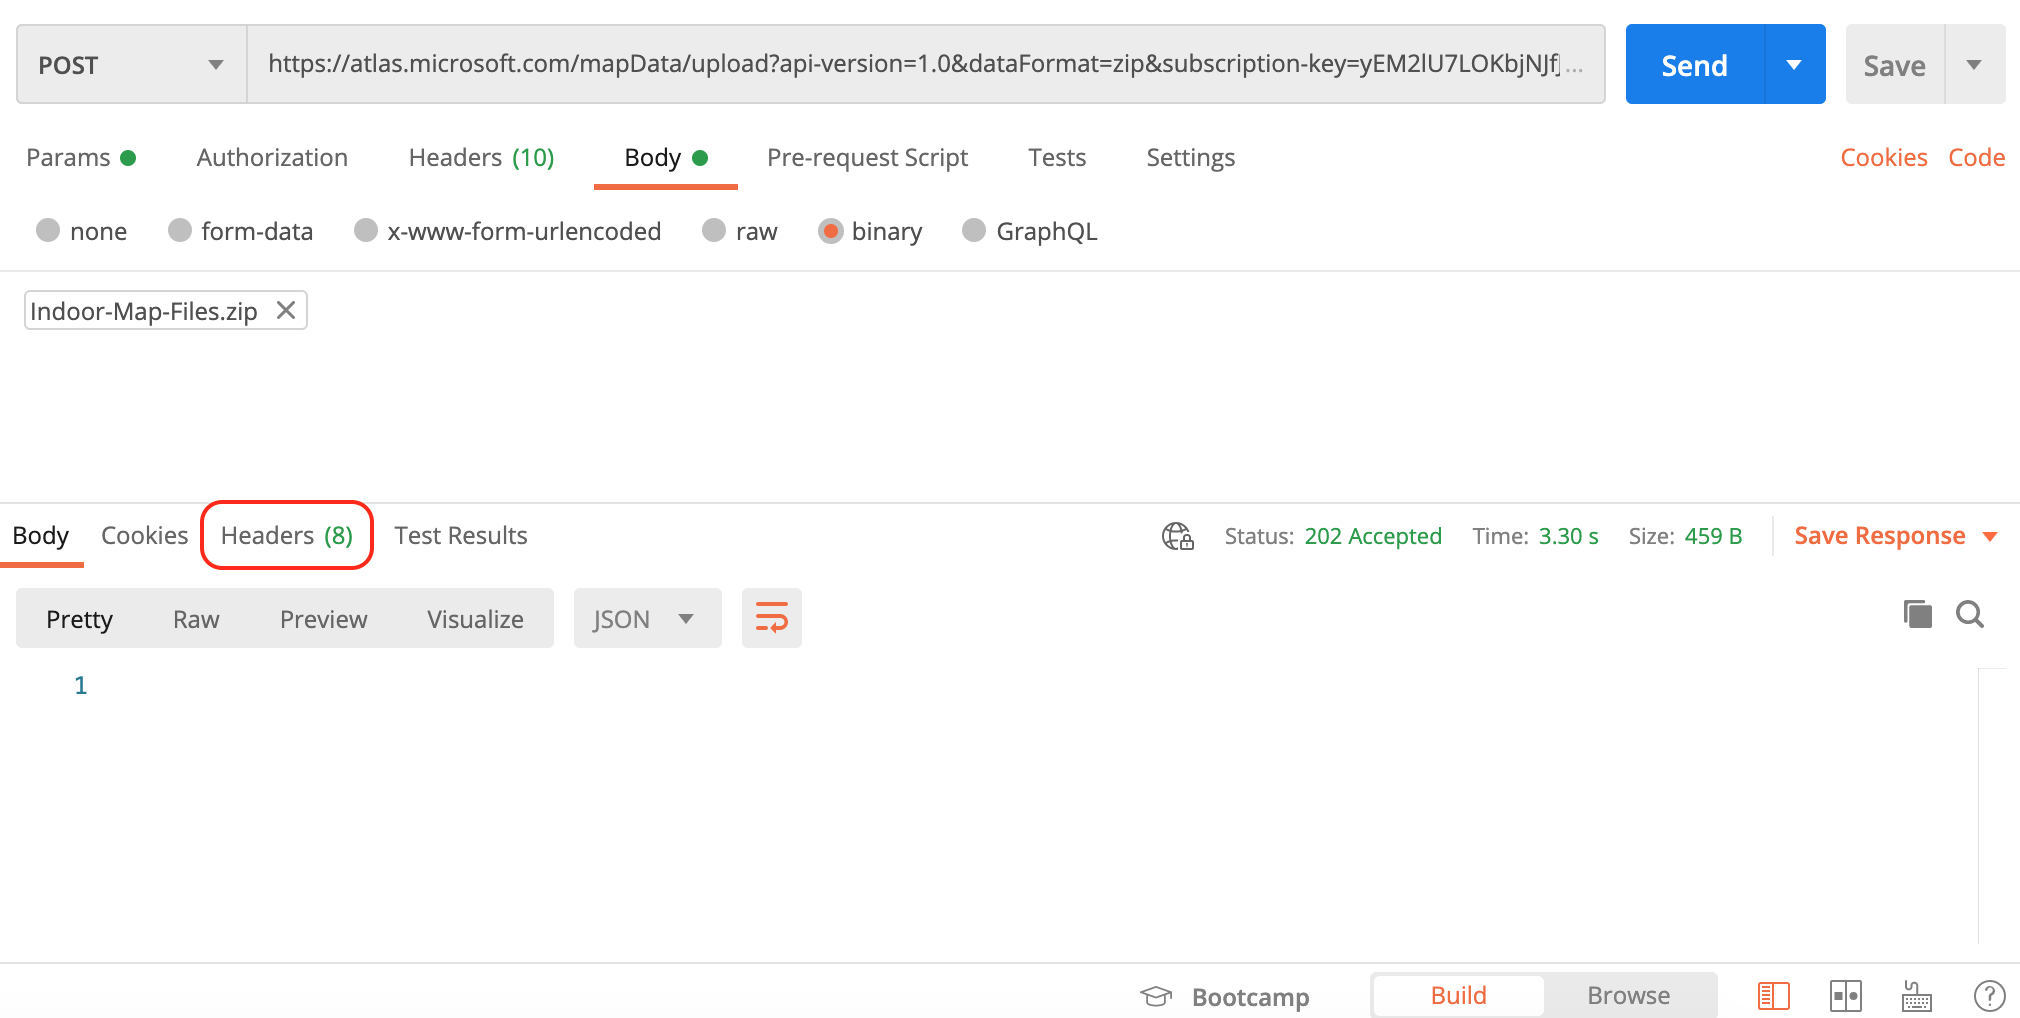 POST https://atlas.microsoft.com/mapData/upload?api-version=1.0&dataFormat=zip&subscription-key=yEM2lU7LOKbjNJfj... Send Save
Params Authorization Headers (10) Body Pre-request Script Tests Settings Cookies Code
none form-data x-www-form-urlencoded raw binary GraphQL
Indoor-Map-Files.zip
Body Cookies Headers (8) Test Results Status: 202 Accepted Time: 3.30 s Size: 459 B Save Response
Pretty Raw Preview Visualize JSON
1
Bootcamp Build Browse